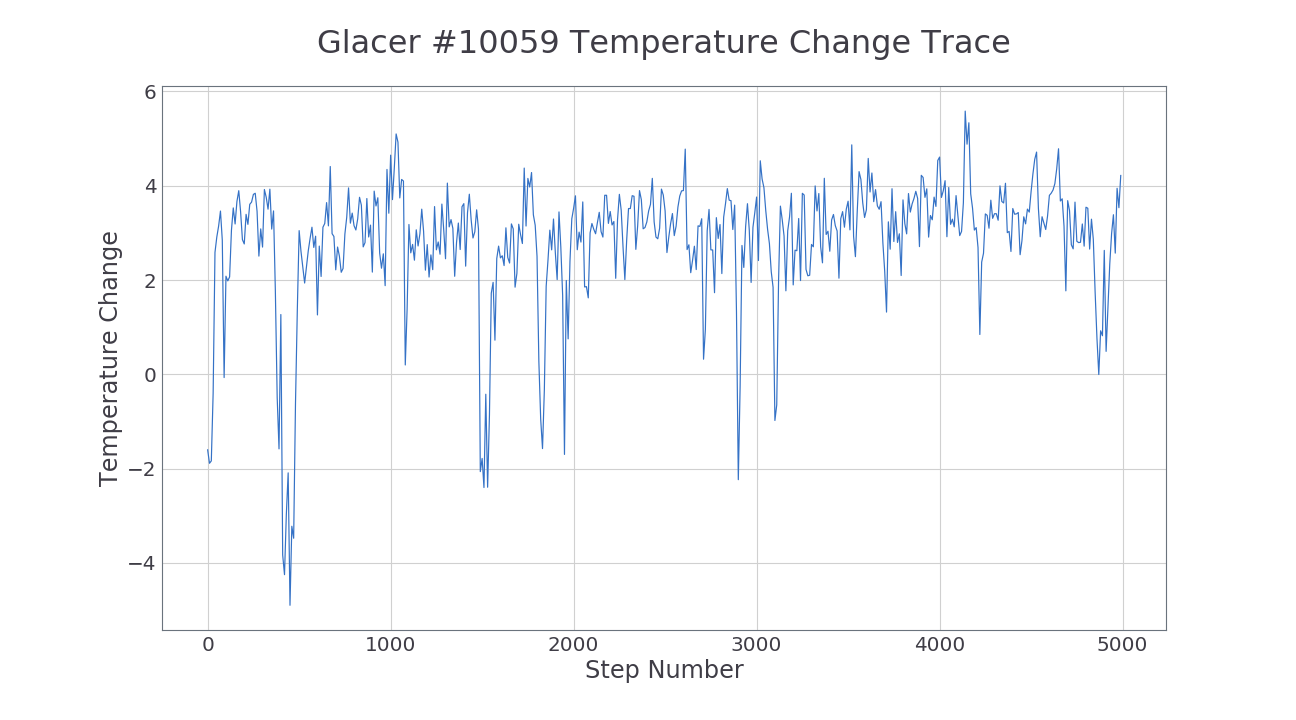 Glacer #10059 Temperature Change Trace
6
4
2
0
−2
−4
Temperature Change
0 1000 2000 3000 4000 5000
Step Number